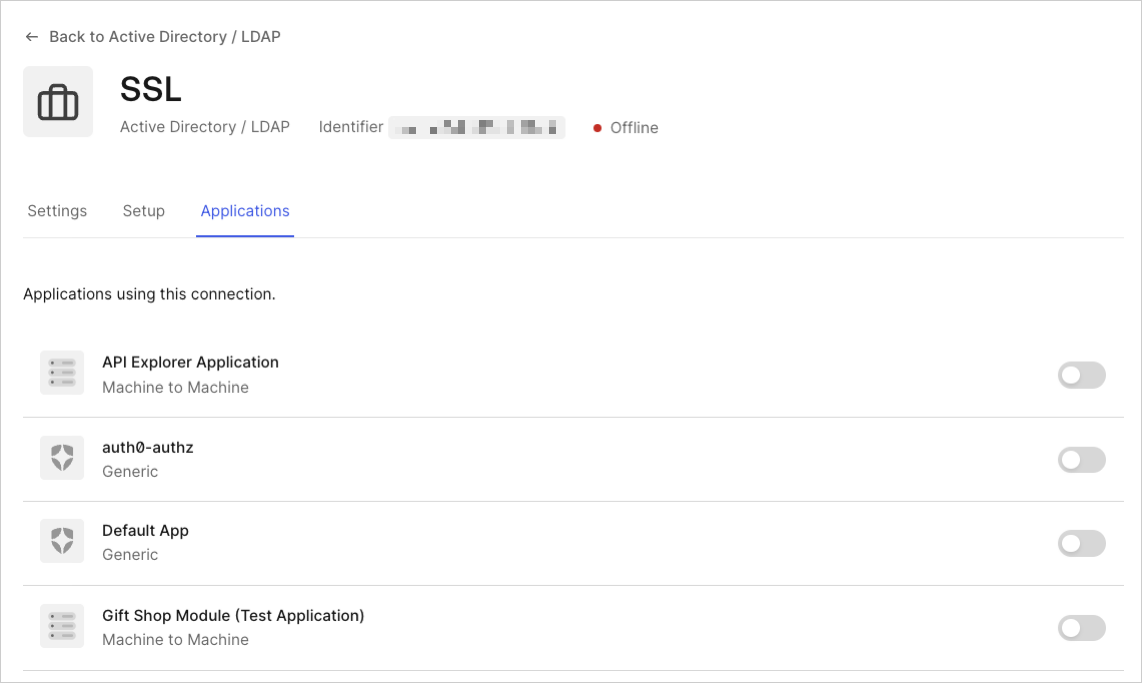 ← Back to Active Directory / LDAP
SSL
Active Directory / LDAP Identifier Offline
Settings Setup Applications
Applications using this connection.
API Explorer Application
Machine to Machine
auth0-authz
Generic
Default App
Generic
Gift Shop Module (Test Application)
Machine to Machine